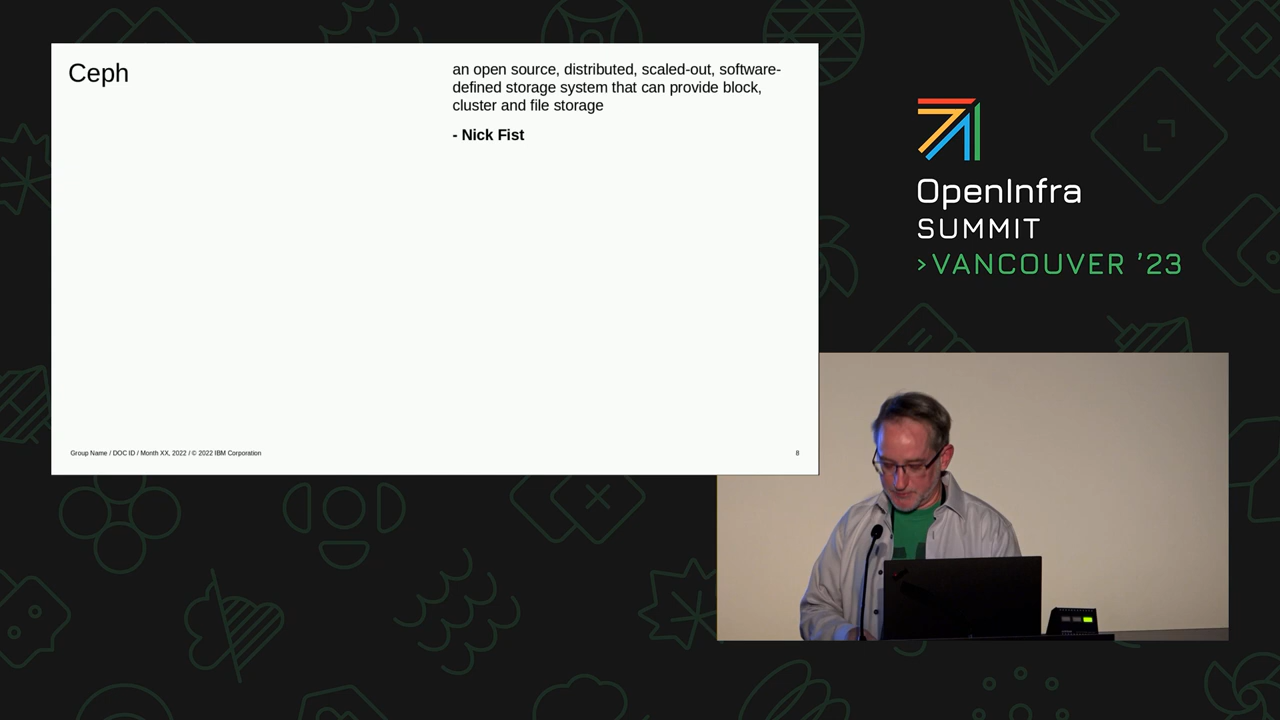 Ceph
an open source, distributed, scaled-out, software-
defined storage system that can provide block,
cluster and file storage
- Nick Fist
Group Name / DOC ID / Month XX, 2022 / © 2022 IBM Corporation
8
OpenInfra
SUMMIT
>VANCOUVER ’23